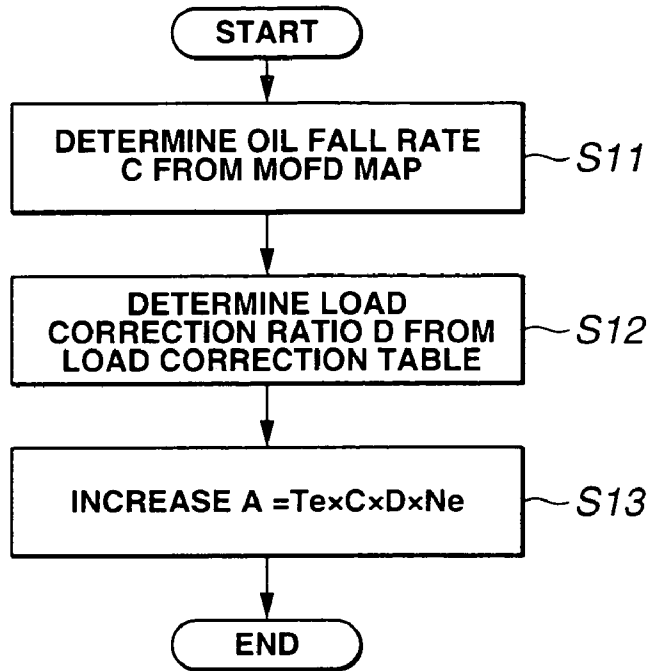 START
DETERMINE OIL FALL RATE
C FROM MOFD MAP
S11
DETERMINE LOAD
CORRECTION RATIO D FROM
LOAD CORRECTION TABLE
S12
INCREASE A =Te×C×D×Ne
S13
END